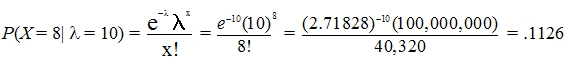 P(X = 8| λ = 10) = e^-λ λ^x / x! = e^-10(10)^8 / 8! = (2.71828)^-10(100,000,000) / 40,320 = .1126